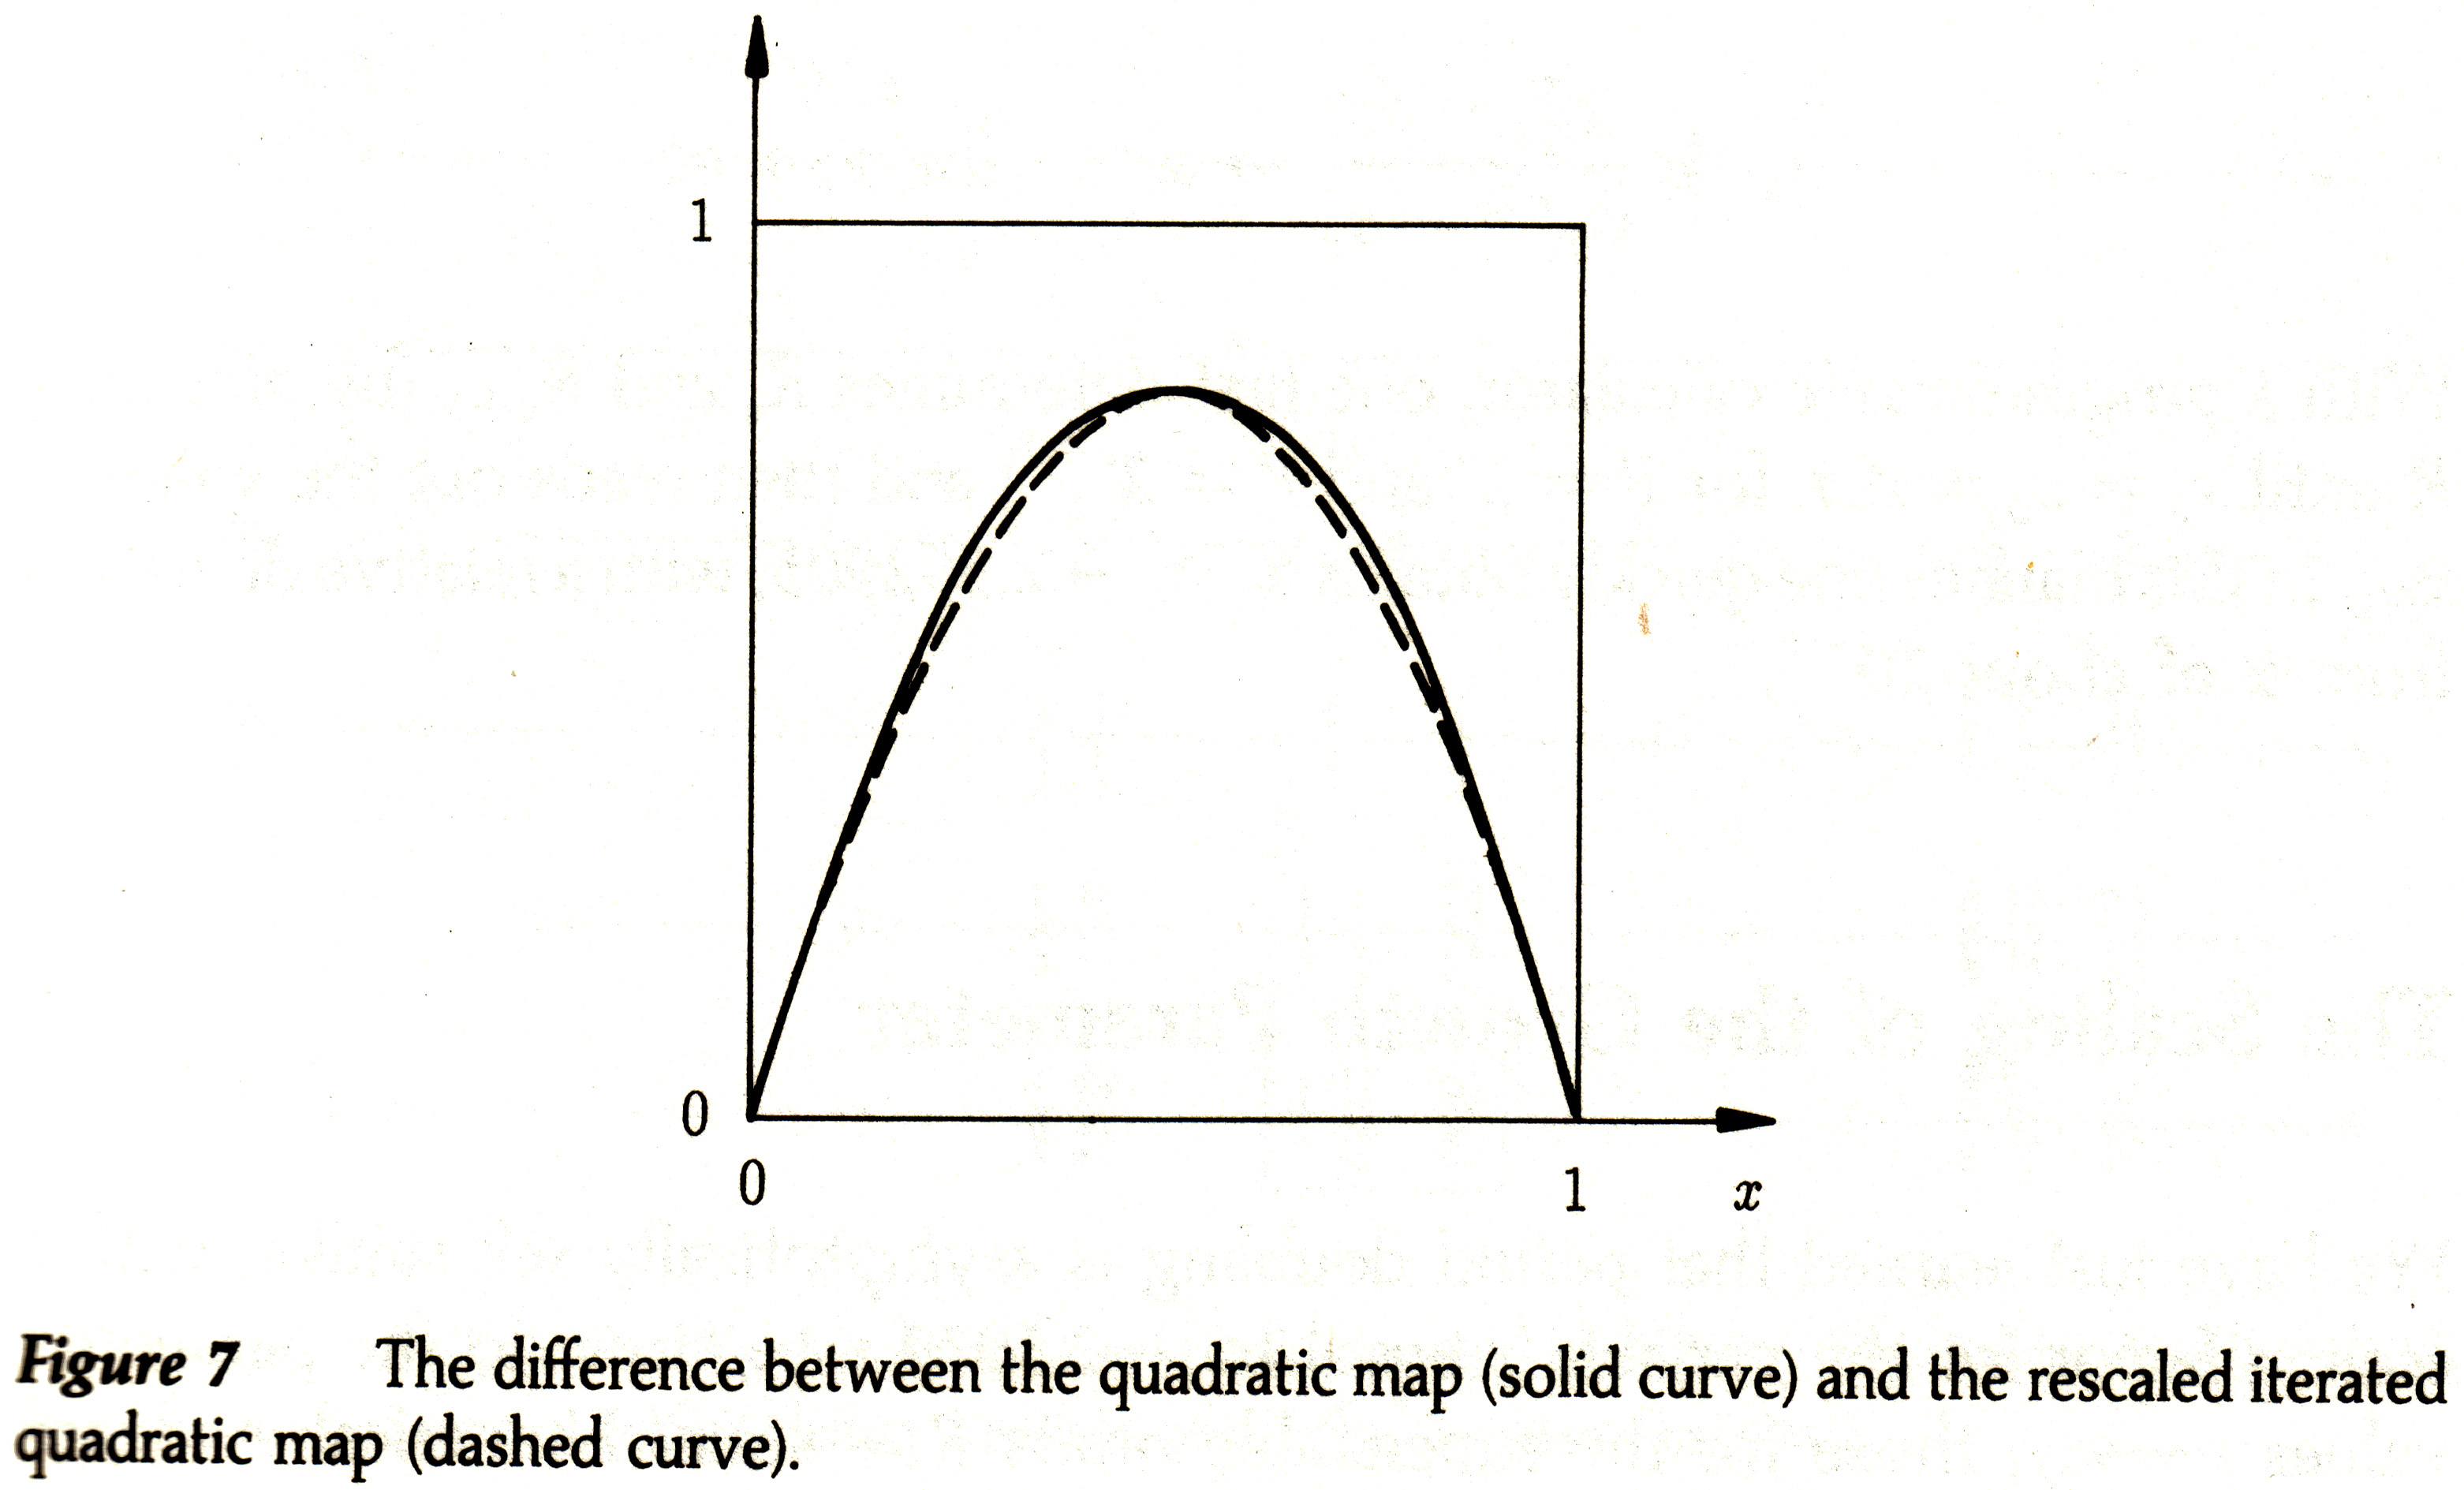 1
0
0 1 x
Figure 7 The difference between the quadratic map (solid curve) and the rescaled iterated
quadratic map (dashed curve).